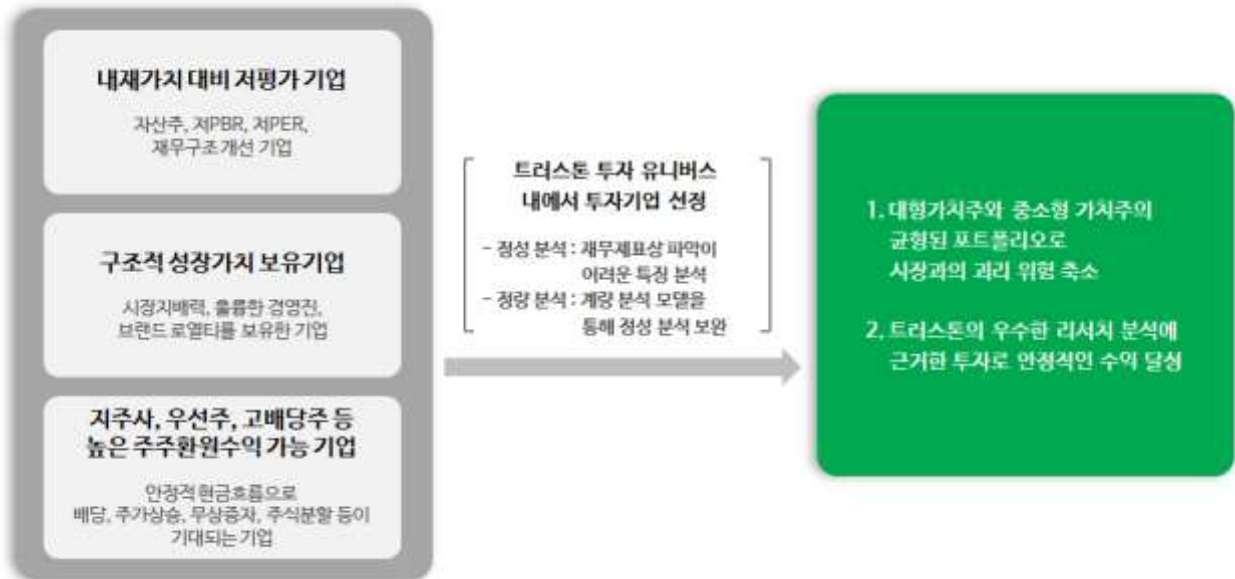 내재가치 대비 저평가 기업
자산주, 저PBR, 저PER,
재무구조 개선 기업
구조적 성장가치 보유기업
시장지배력, 훌륭한 경영진,
브랜드 로열티를 보유한 기업
지주사, 우선주, 고배당주 등
높은 주주환원수익 가능 기업
안정적 현금흐름으로
배당, 주가상승, 무상증자, 주식분할 등이
기대되는 기업
트러스톤 투자 유니버스
내에서 투자기업 선정
- 정성 분석 : 재무제표상 파악이
어려운 특징 분석
- 정량 분석 : 계량 분석 모델을
통해 정성 분석 보완
1. 대형가치주와 중소형 가치주의
균형된 포트폴리오로
시장과의 괴리 위험 축소
2. 트러스톤의 우수한 리서치 분석에
근거한 투자로 안정적인 수익 달성